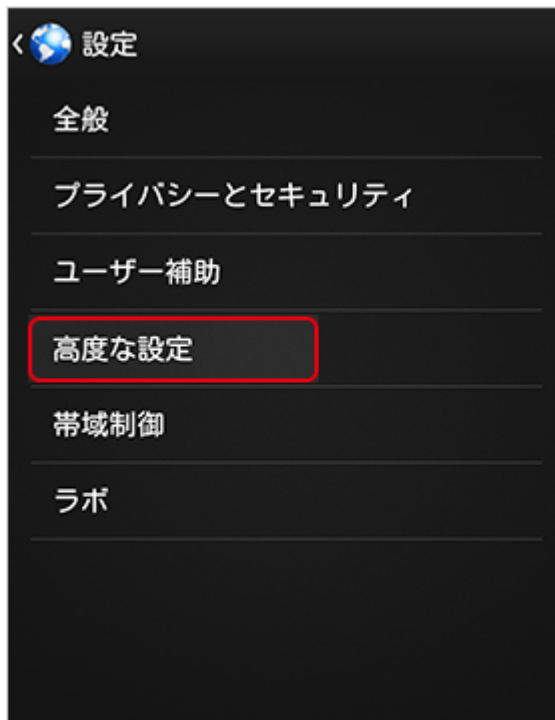 設定
全般
プライバシーとセキュリティ
ユーザー補助
高度な設定
帯域制御
ラボ